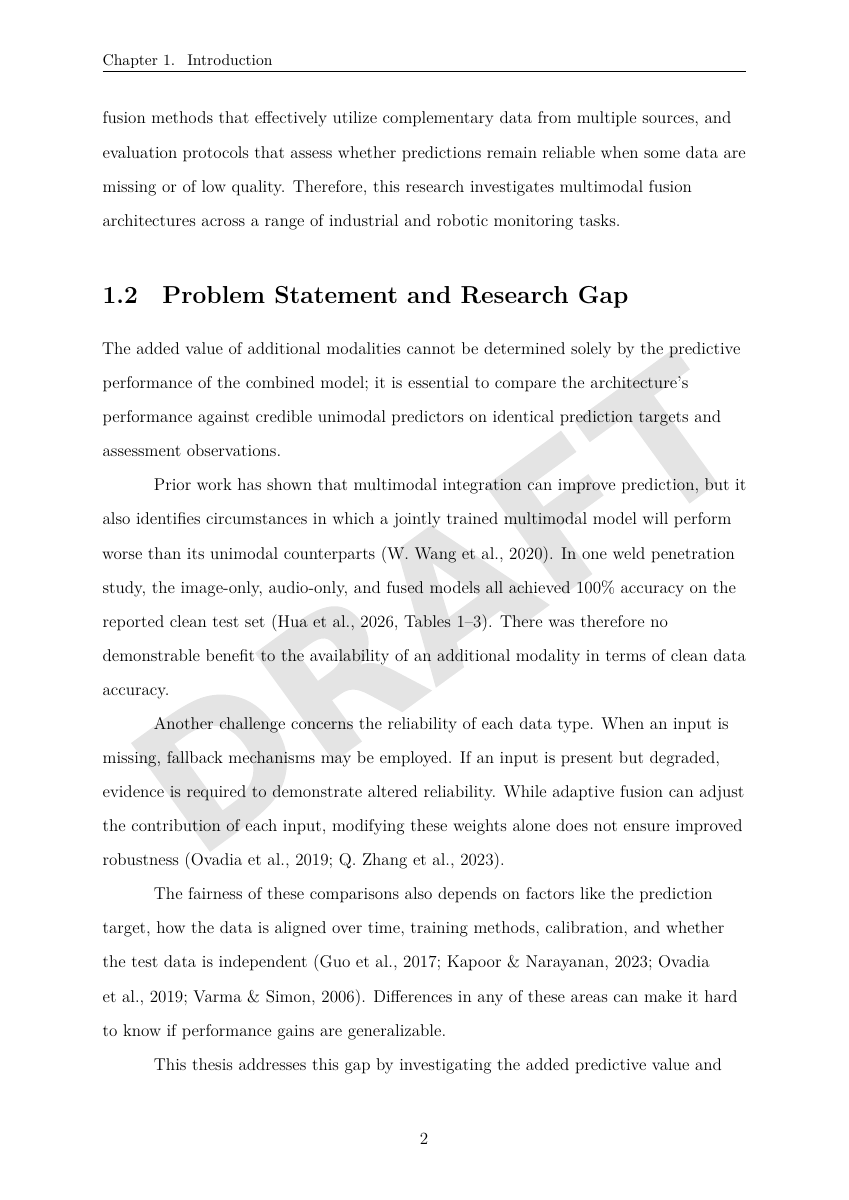 Chapter 1. Introduction
fusion methods that effectively utilize complementary data from multiple sources, and
evaluation protocols that assess whether predictions remain reliable when some data are
missing or of low quality. Therefore, this research investigates multimodal fusion
architectures across a range of industrial and robotic monitoring tasks.
1.2 Problem Statement and Research Gap
The added value of additional modalities cannot be determined solely by the predictive
performance of the combined model; it is essential to compare the architecture's
performance against credible unimodal predictors on identical prediction targets and
assessment observations.
Prior work has shown that multimodal integration can improve prediction, but it
also identifies circumstances in which a jointly trained multimodal model will perform
worse than its unimodal counterparts (W. Wang et al., 2020). In one weld penetration
study, the image-only, audio-only, and fused models all achieved 100% accuracy on the
reported clean test set (Hua et al., 2026, Tables 1–3). There was therefore no
demonstrable benefit to the availability of an additional modality in terms of clean data
accuracy.
Another challenge concerns the reliability of each data type. When an input is
missing, fallback mechanisms may be employed. If an input is present but degraded,
evidence is required to demonstrate altered reliability. While adaptive fusion can adjust
the contribution of each input, modifying these weights alone does not ensure improved
robustness (Ovadia et al., 2019; Q. Zhang et al., 2023).
The fairness of these comparisons also depends on factors like the prediction
target, how the data is aligned over time, training methods, calibration, and whether
the test data is independent (Guo et al., 2017; Kapoor & Narayanan, 2023; Ovadia
et al., 2019; Varma & Simon, 2006). Differences in any of these areas can make it hard
to know if performance gains are generalizable.
This thesis addresses this gap by investigating the added predictive value and
2
DRAFT